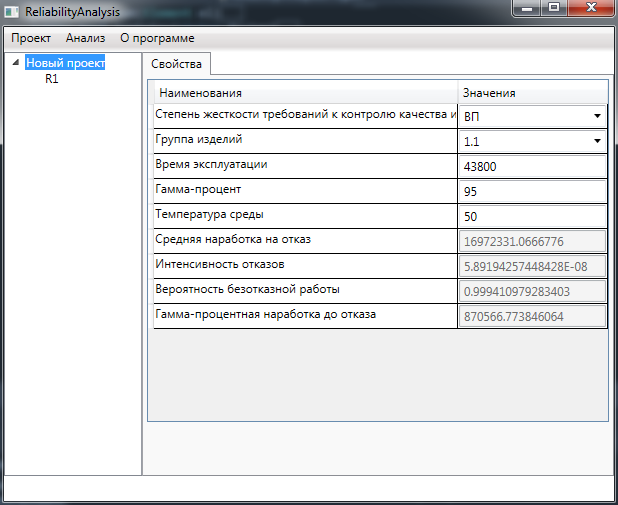 ReliabilityAnalysis
Проект Анализ О программе
Новый проект
R1
Свойства
Наименования Значения
Степень жесткости требований к контролю качества и ВП
Группа изделий 1.1
Время эксплуатации 43800
Гамма-процент 95
Температура среды 50
Средняя наработка на отказ 16972331.0666776
Интенсивность отказов 5.89194257448428E-08
Вероятность безотказной работы 0.999410979283403
Гамма-процентная наработка до отказа 870566.773846064